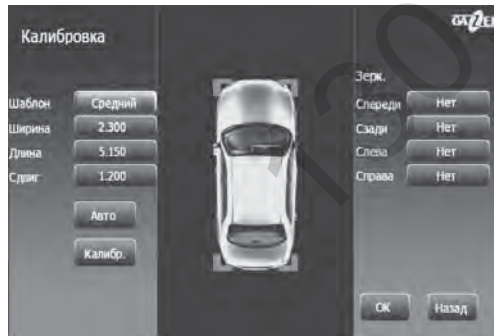 Калибровка
GAZER
Шаблон Средний
Ширина 2.300
Длина 5.150
Сдвиг 1.200
Авто
Калибр.
Зерк.
Спереди Нет
Сзади Нет
Слева Нет
Справа Нет
OK Назад
130